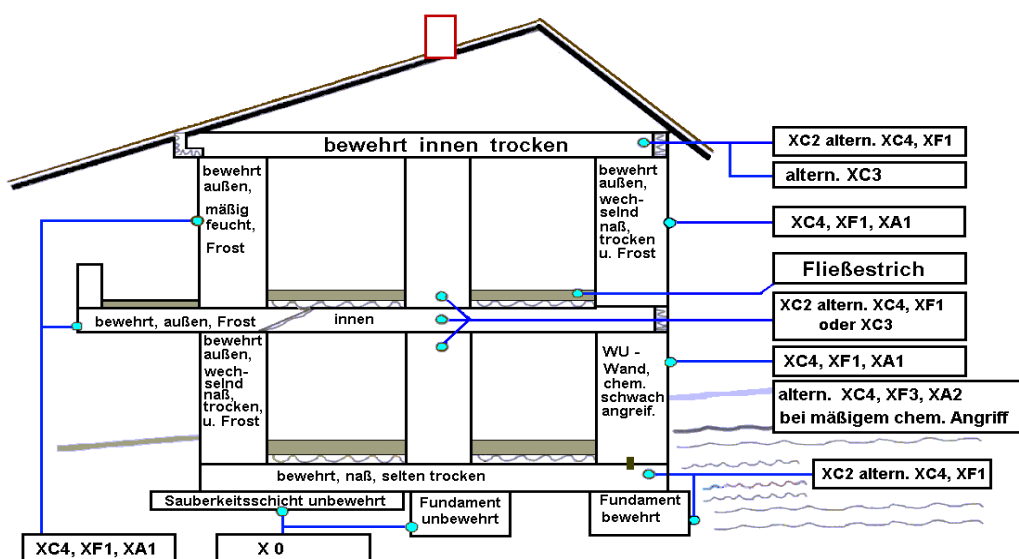 bewehrt innen trocken
XC2 altern. XC4, XF1
altern. XC3
bewehrt
außen,
mäßig
feucht,
Frost
bewehrt
außen,
wech-
selnd
naß,
trocken
u. Frost
XC4, XF1, XA1
Fließestrich
XC2 altern. XC4, XF1
oder XC3
bewehrt, außen, Frost
innen
bewehrt
außen,
wech-
selnd
naß,
trocken,
u. Frost
WU -
Wand,
chem.
schwach
angreif.
XC4, XF1, XA1
altern. XC4, XF3, XA2
bei mäßigem chem. Angriff
bewehrt, naß, selten trocken
XC2 altern. XC4, XF1
Sauberkeitsschicht unbewehrt
Fundament
unbewehrt
Fundament
bewehrt
XC4, XF1, XA1
X 0